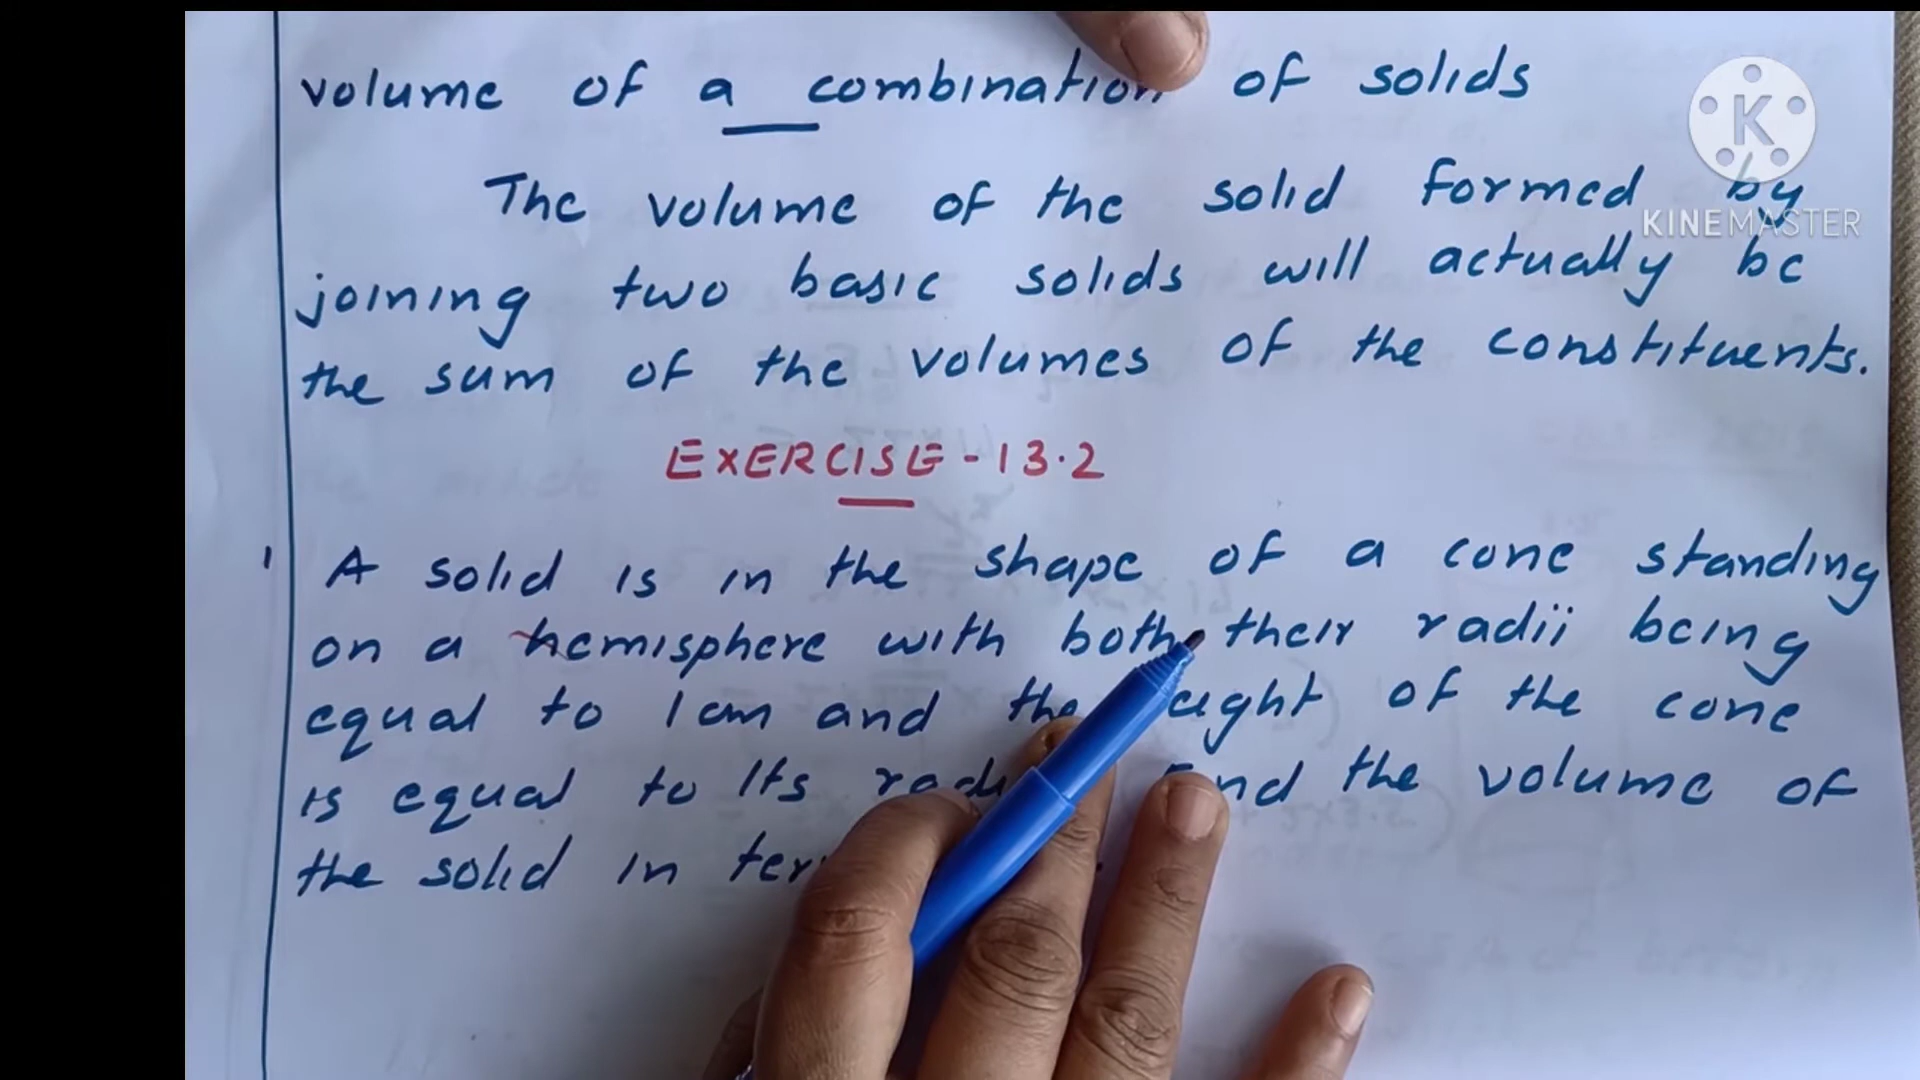 volume of a combination of solids
The volume of the solid formed by
joining two basic solids will actually be
the sum of the volumes of the constituents.
EXERCISE - 13.2
1 A solid is in the shape of a cone standing
on a hemisphere with both their radii being
equal to 1 cm and the height of the cone
is equal to its the volume of
the solid in
K
KINEMASTER